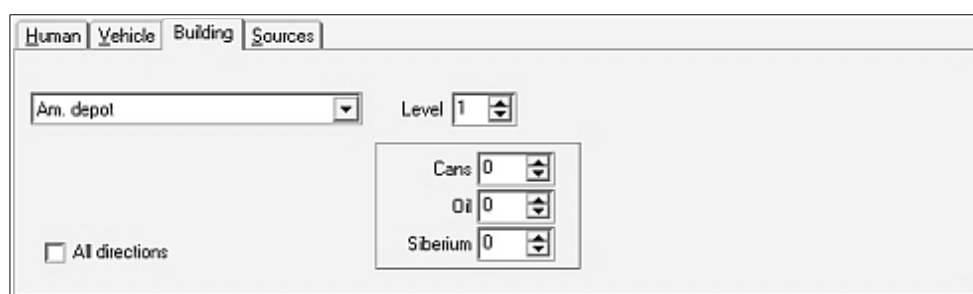 Human Vehicle Building Sources
Am. depot Level 1
Cans 0
Oil 0
Siberium 0
All directions